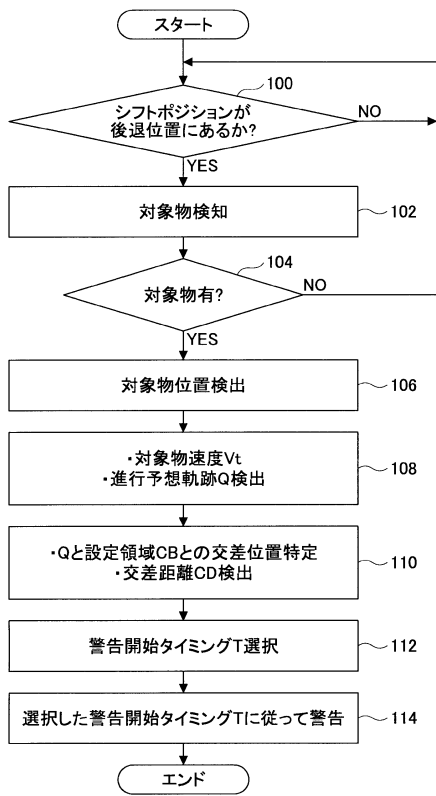 スタート
100
シフトポジションが
後退位置にあるか?
NO
YES
対象物検知
102
104
対象物有?
NO
YES
対象物位置検出
106
・対象物速度Vt
・進行予想軌跡Q検出
108
・Qと設定領域CBとの交差位置特定
・交差距離CD検出
110
警告開始タイミングT選択
112
選択した警告開始タイミングTに従って警告
114
エンド